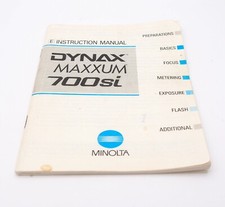 E INSTRUCTION MANUAL
DYNAX
MAXXUM
700si
MINOLTA
PREPARATIONS
BASICS
FOCUS
METERING
EXPOSURE
FLASH
ADDITIONAL